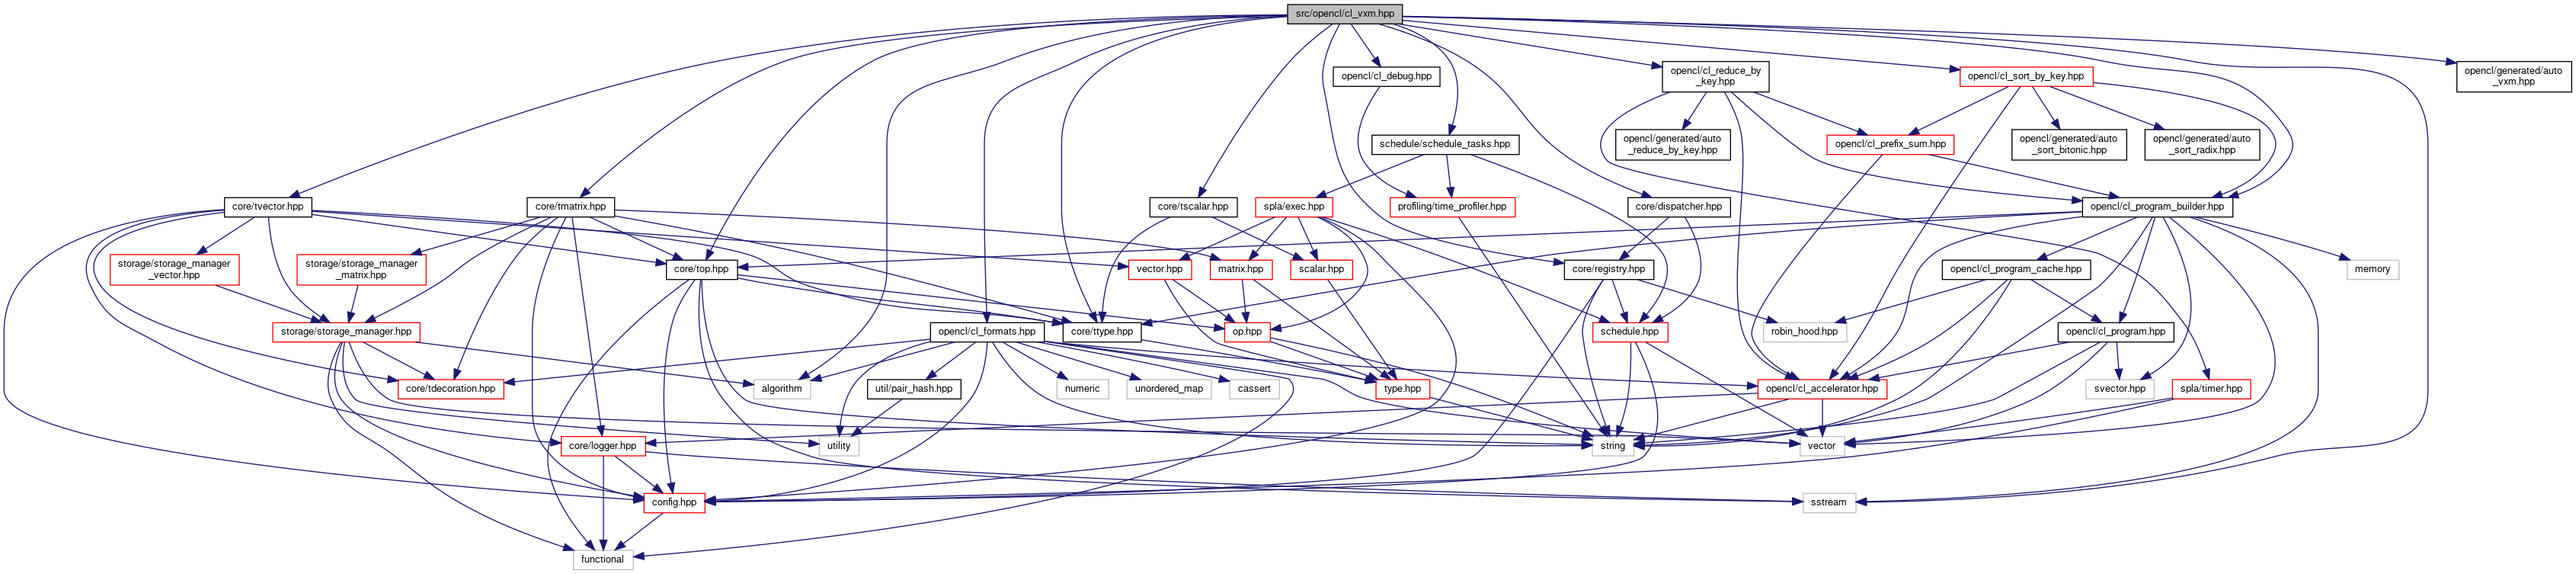 src/opencl/cl_vxm.hpp
opencl/cl_debug.hpp
opencl/cl_reduce_by
_key.hpp
opencl/cl_sort_by_key.hpp
opencl/generated/auto
_vxm.hpp
schedule/schedule_tasks.hpp
opencl/generated/auto
_reduce_by_key.hpp
opencl/cl_prefix_sum.hpp
opencl/generated/auto
_sort_bitonic.hpp
opencl/generated/auto
_sort_radix.hpp
core/tvector.hpp
core/tmatrix.hpp
core/tscalar.hpp
spla/exec.hpp
profiling/time_profiler.hpp
core/dispatcher.hpp
opencl/cl_program_builder.hpp
storage/storage_manager
_vector.hpp
storage/storage_manager
_matrix.hpp
core/top.hpp
vector.hpp
matrix.hpp
scalar.hpp
core/registry.hpp
opencl/cl_program_cache.hpp
memory
storage/storage_manager.hpp
opencl/cl_formats.hpp
core/ttype.hpp
op.hpp
schedule.hpp
robin_hood.hpp
opencl/cl_program.hpp
core/tdecoration.hpp
algorithm
util/pair_hash.hpp
numeric
unordered_map
cassert
type.hpp
opencl/cl_accelerator.hpp
svector.hpp
spla/timer.hpp
core/logger.hpp
utility
string
vector
config.hpp
sstream
functional